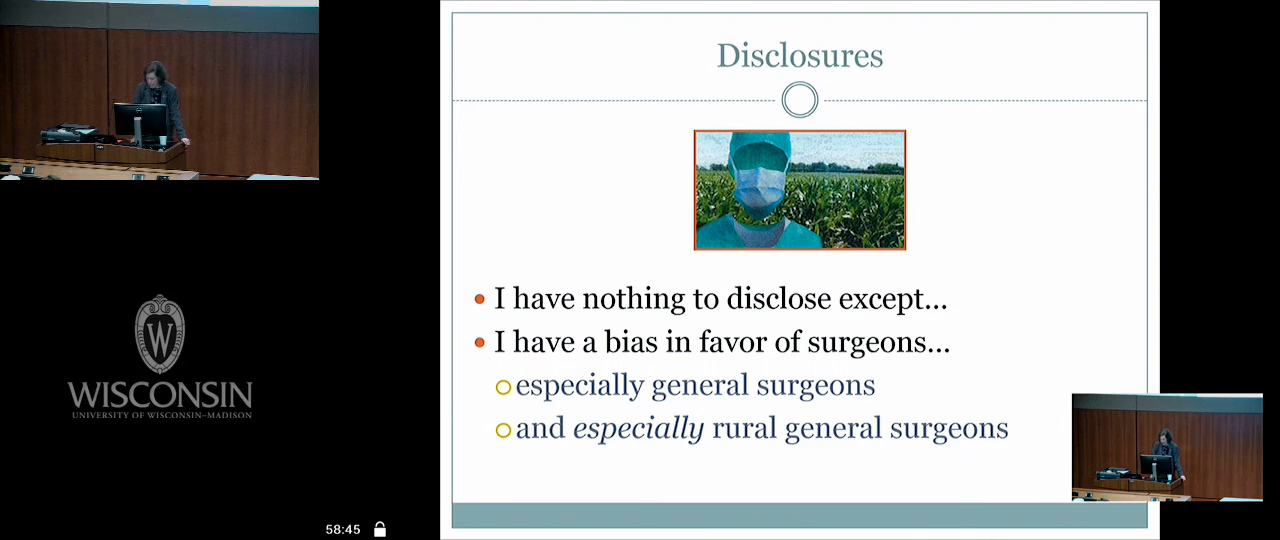 Disclosures
• I have nothing to disclose except...
• I have a bias in favor of surgeons...
especially general surgeons
and especially rural general surgeons
W
WISCONSIN
UNIVERSITY OF WISCONSIN–MADISON
58:45